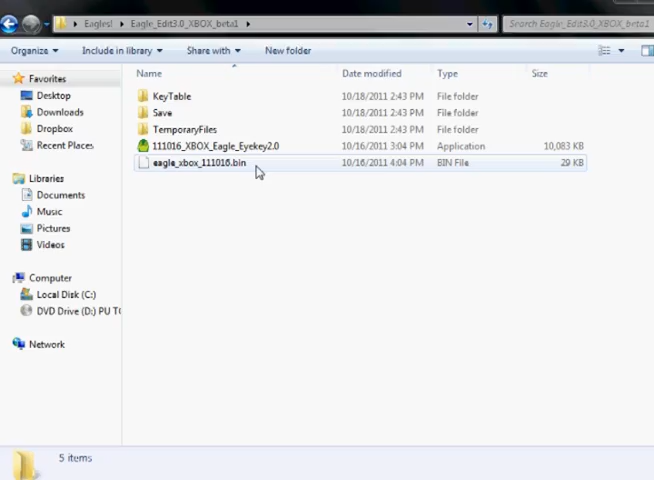 Eagles! ▸ Eagle_Edit3.0_XBOX_beta1 ▸ Search Eagle_Edit3.0_XBOX_beta1
Organize Include in library Share with New folder
Favorites
Desktop
Downloads
Dropbox
Recent Places
Libraries
Documents
Music
Pictures
Videos
Computer
Local Disk (C:)
DVD Drive (D:) PU TO
Network
Name Date modified Type Size
KeyTable 10/18/2011 2:43 PM File folder
Save 10/18/2011 2:43 PM File folder
TemporaryFiles 10/18/2011 2:43 PM File folder
111016_XBOX_Eagle_Eyekey2.0 10/16/2011 3:04 PM Application 10,083 KB
eagle_xbox_111016.bin 10/16/2011 4:04 PM BIN File 29 KB
5 items